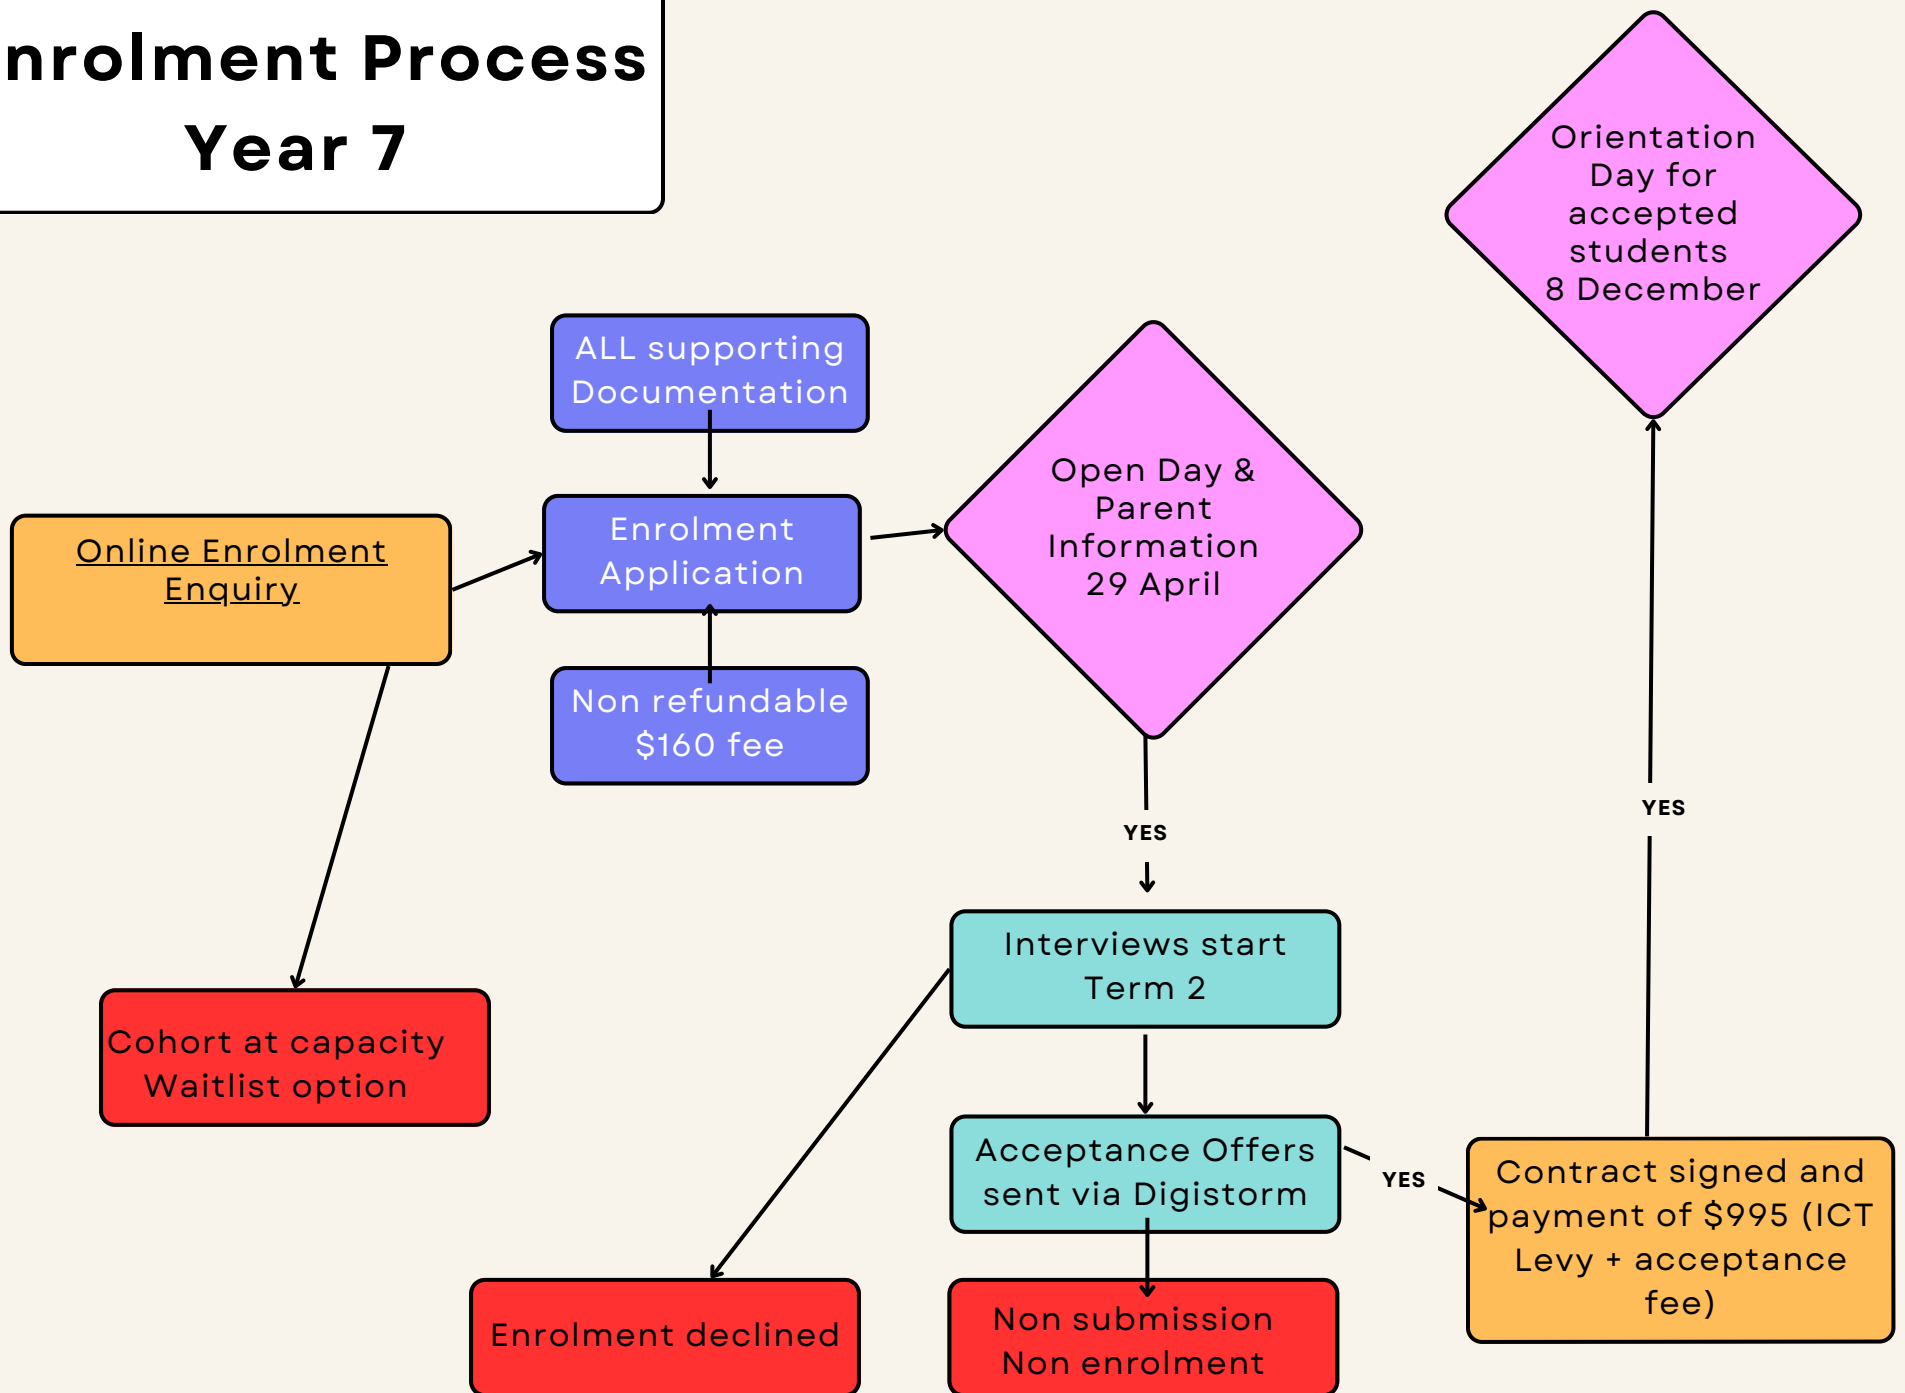 nrolment Process
Year 7
Orientation
Day for
accepted
students
8 December
ALL supporting
Documentation
Open Day &
Parent
Information
29 April
Enrolment
Application
Online Enrolment
Enquiry
Non refundable
$160 fee
YES
YES
Interviews start
Term 2
Cohort at capacity
Waitlist option
Acceptance Offers
sent via Digistorm
YES
Contract signed and
payment of $995 (ICT
Levy + acceptance
fee)
Enrolment declined
Non submission
Non enrolment